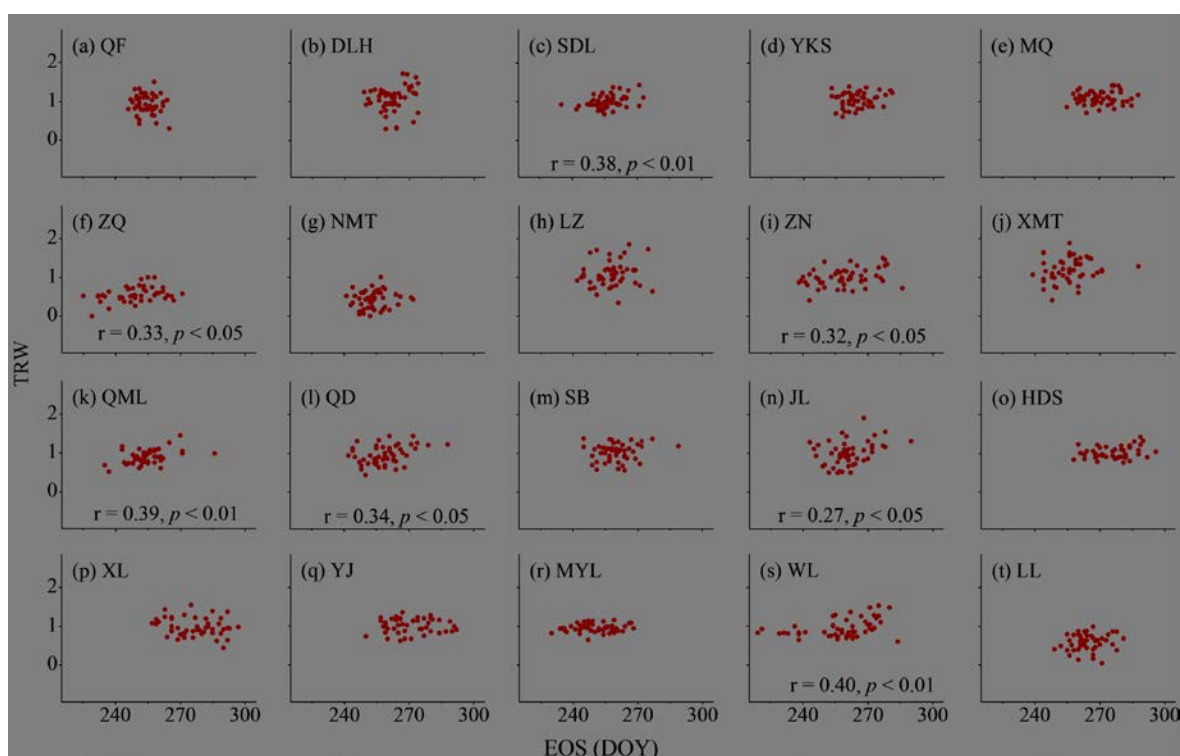 (a) QF
(b) DLH
(c) SDL
(d) YKS
(e) MQ
2
1
0
r = 0.38, p < 0.01
(f) ZQ
(g) NMT
(h) LZ
(i) ZN
(j) XMT
2
1
0
r = 0.33, p < 0.05
r = 0.32, p < 0.05
TRW
(k) QML
(l) QD
(m) SB
(n) JL
(o) HDS
2
1
0
r = 0.39, p < 0.01
r = 0.34, p < 0.05
r = 0.27, p < 0.05
(p) XL
(q) YJ
(r) MYL
(s) WL
(t) LL
2
1
0
r = 0.40, p < 0.01
240 270 300
240 270 300
240 270 300
240 270 300
240 270 300
EOS (DOY)